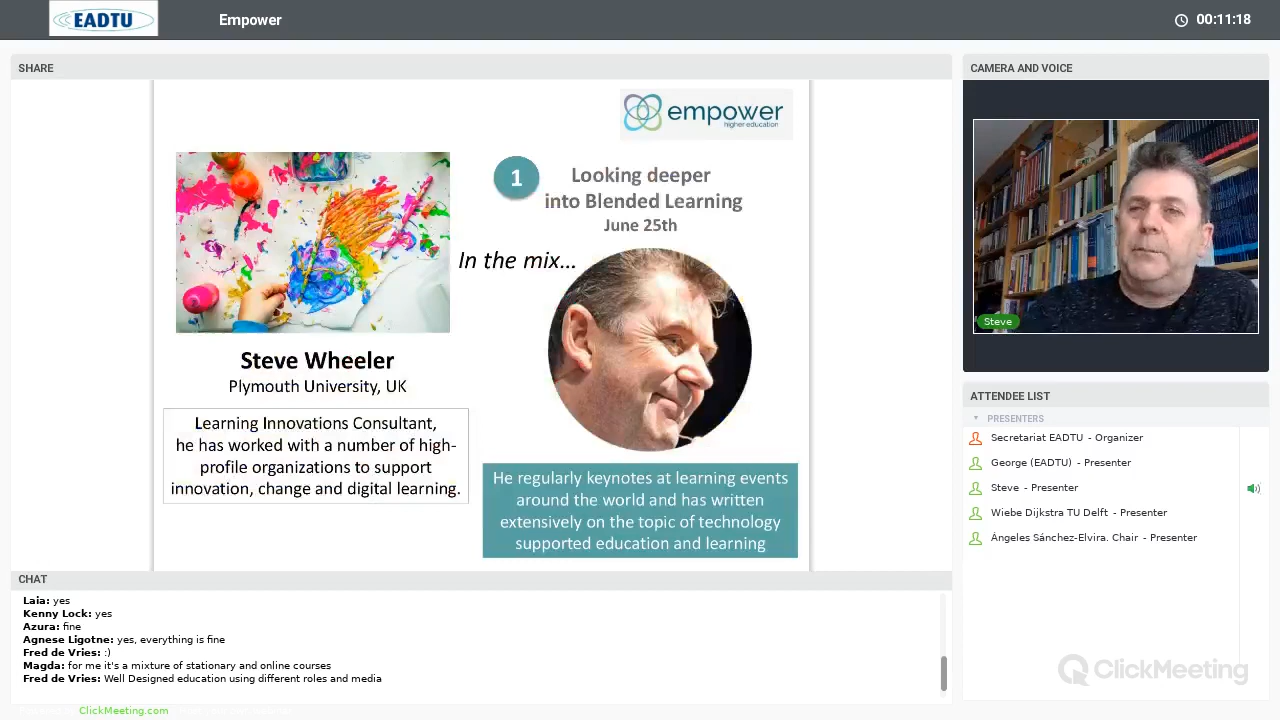 EADTU
Empower
00:11:18
SHARE
empower
higher education
1
Looking deeper
into Blended Learning
June 25th
In the mix...
Steve Wheeler
Plymouth University, UK
Learning Innovations Consultant,
he has worked with a number of high-
profile organizations to support
innovation, change and digital learning.
He regularly keynotes at learning events
around the world and has written
extensively on the topic of technology
supported education and learning
CHAT
Laia: yes
Kenny Lock: yes
Azura: fine
Agnese Ligotne: yes, everything is fine
Fred de Vries: :)
Magda: for me it's a mixture of stationary and online courses
Fred de Vries: Well Designed education using different roles and media
ClickMeeting.com
CAMERA AND VOICE
Steve
ATTENDEE LIST
PRESENTERS
Secretariat EADTU - Organizer
George (EADTU) - Presenter
Steve - Presenter
Wiebe Dijkstra TU Delft - Presenter
Ángeles Sánchez-Elvira. Chair - Presenter
ClickMeeting